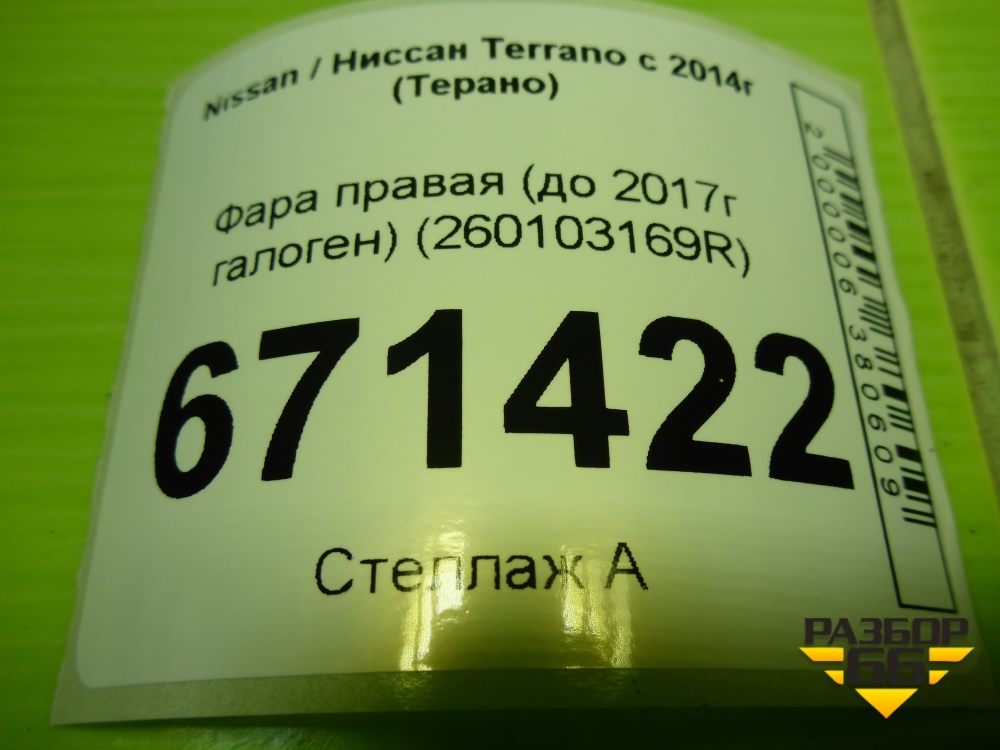 Nissan / Ниссан Terrano с 2014г
(Терано)
Фара правая (до 2017г
галоген) (260103169R)
671422
Стеллаж А
2000006380609
РАЗБОР
66